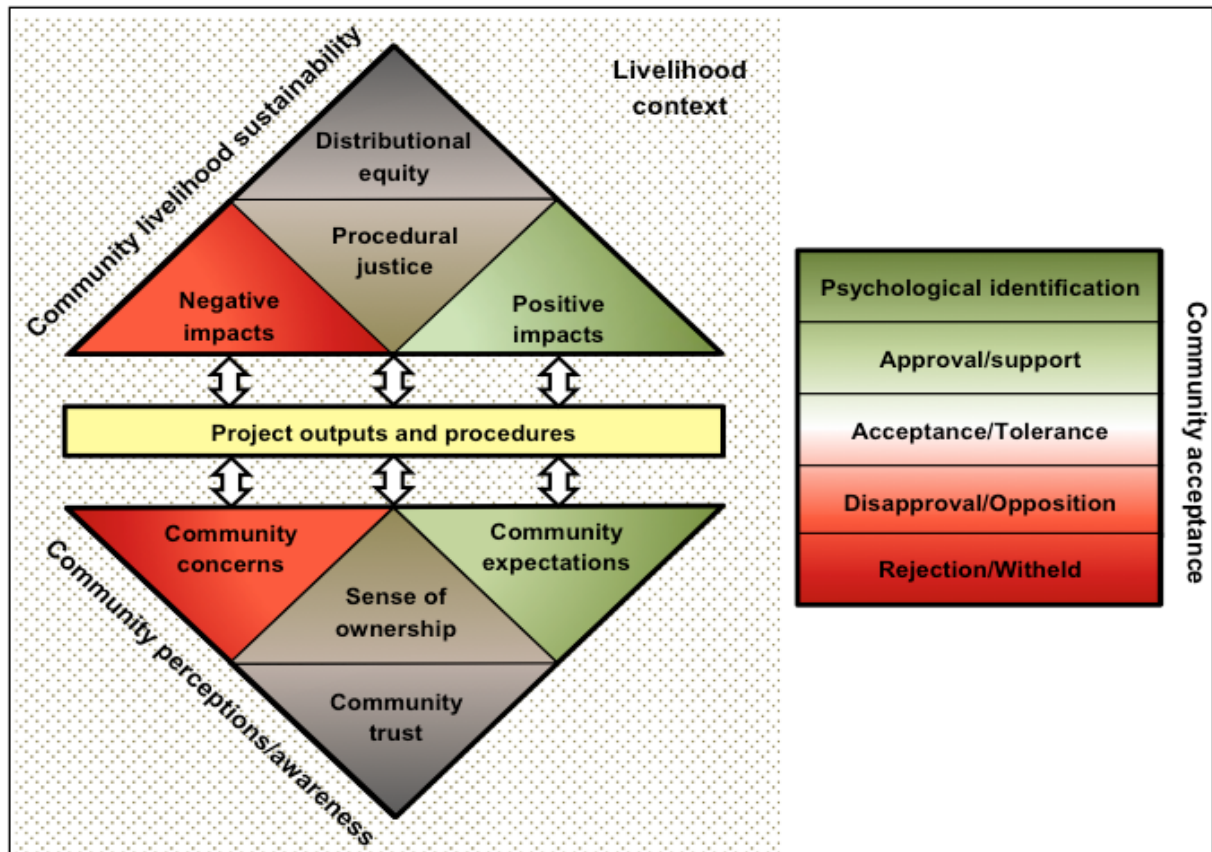 Community livelihood sustainability
Livelihood
context
Distributional
equity
Procedural
justice
Negative
impacts
Positive
impacts
Project outputs and procedures
Community
concerns
Community
expectations
Sense of
ownership
Community
trust
Community perceptions/awareness
Psychological identification
Approval/support
Acceptance/Tolerance
Disapproval/Opposition
Rejection/Witheld
Community acceptance